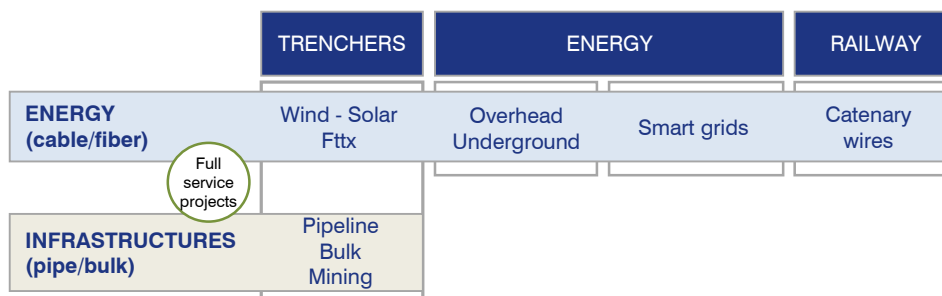 TRENCHERS
ENERGY
RAILWAY
ENERGY
(cable/fiber)
Wind - Solar
Fttx
Overhead
Underground
Smart grids
Catenary
wires
Full
service
projects
INFRASTRUCTURES
(pipe/bulk)
Pipeline
Bulk
Mining